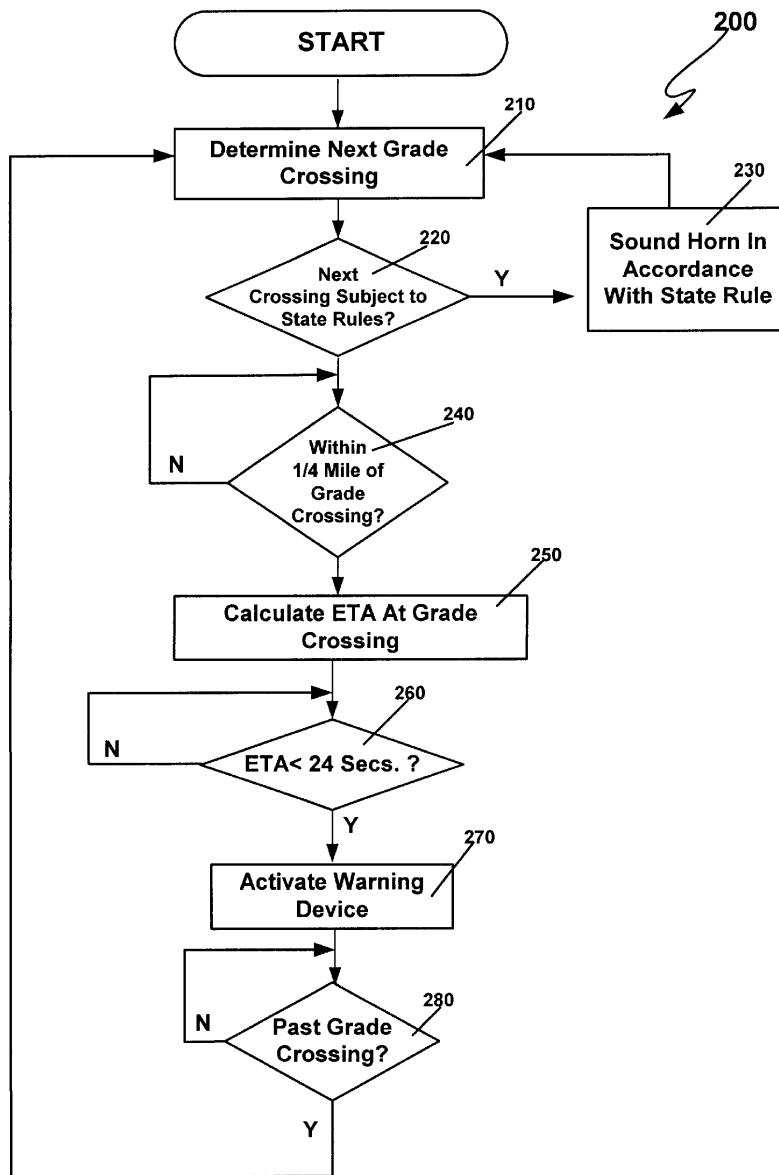 START
200
210
Determine Next Grade
Crossing
230
Sound Horn In
Accordance
With State Rule
220
Next
Crossing Subject to
State Rules?
Y
240
Within
1/4 Mile of
Grade
Crossing?
N
250
Calculate ETA At Grade
Crossing
260
ETA< 24 Secs. ?
N
Y
270
Activate Warning
Device
280
Past Grade
Crossing?
N
Y